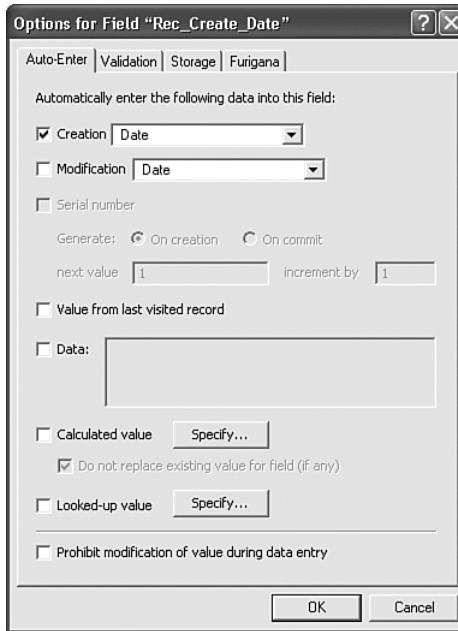 Options for Field “Rec_Create_Date”
Auto-Enter Validation Storage Furigana
Automatically enter the following data into this field:
Creation Date
Modification Date
Serial number
Generate: On creation On commit
next value 1 increment by 1
Value from last visited record
Data:
Calculated value Specify...
Do not replace existing value for field (if any)
Looked-up value Specify...
Prohibit modification of value during data entry
OK Cancel